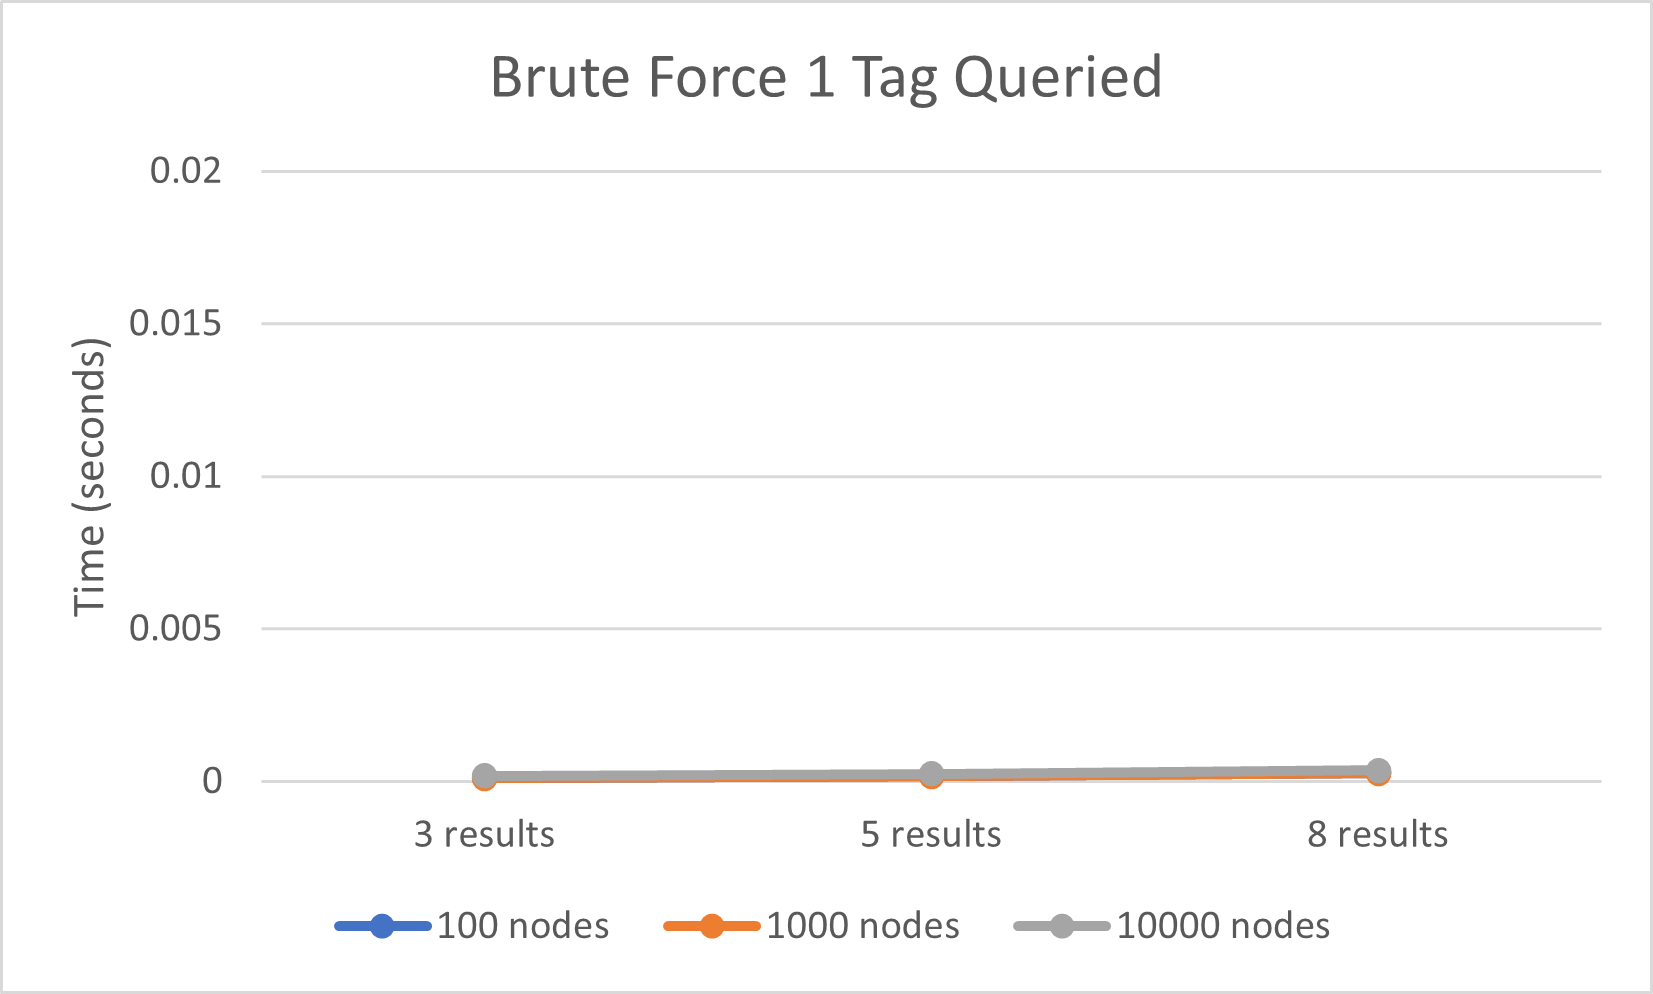 Brute Force 1 Tag Queried
0.02
0.015
0.01
0.005
0
Time (seconds)
3 results 5 results 8 results
100 nodes 1000 nodes 10000 nodes